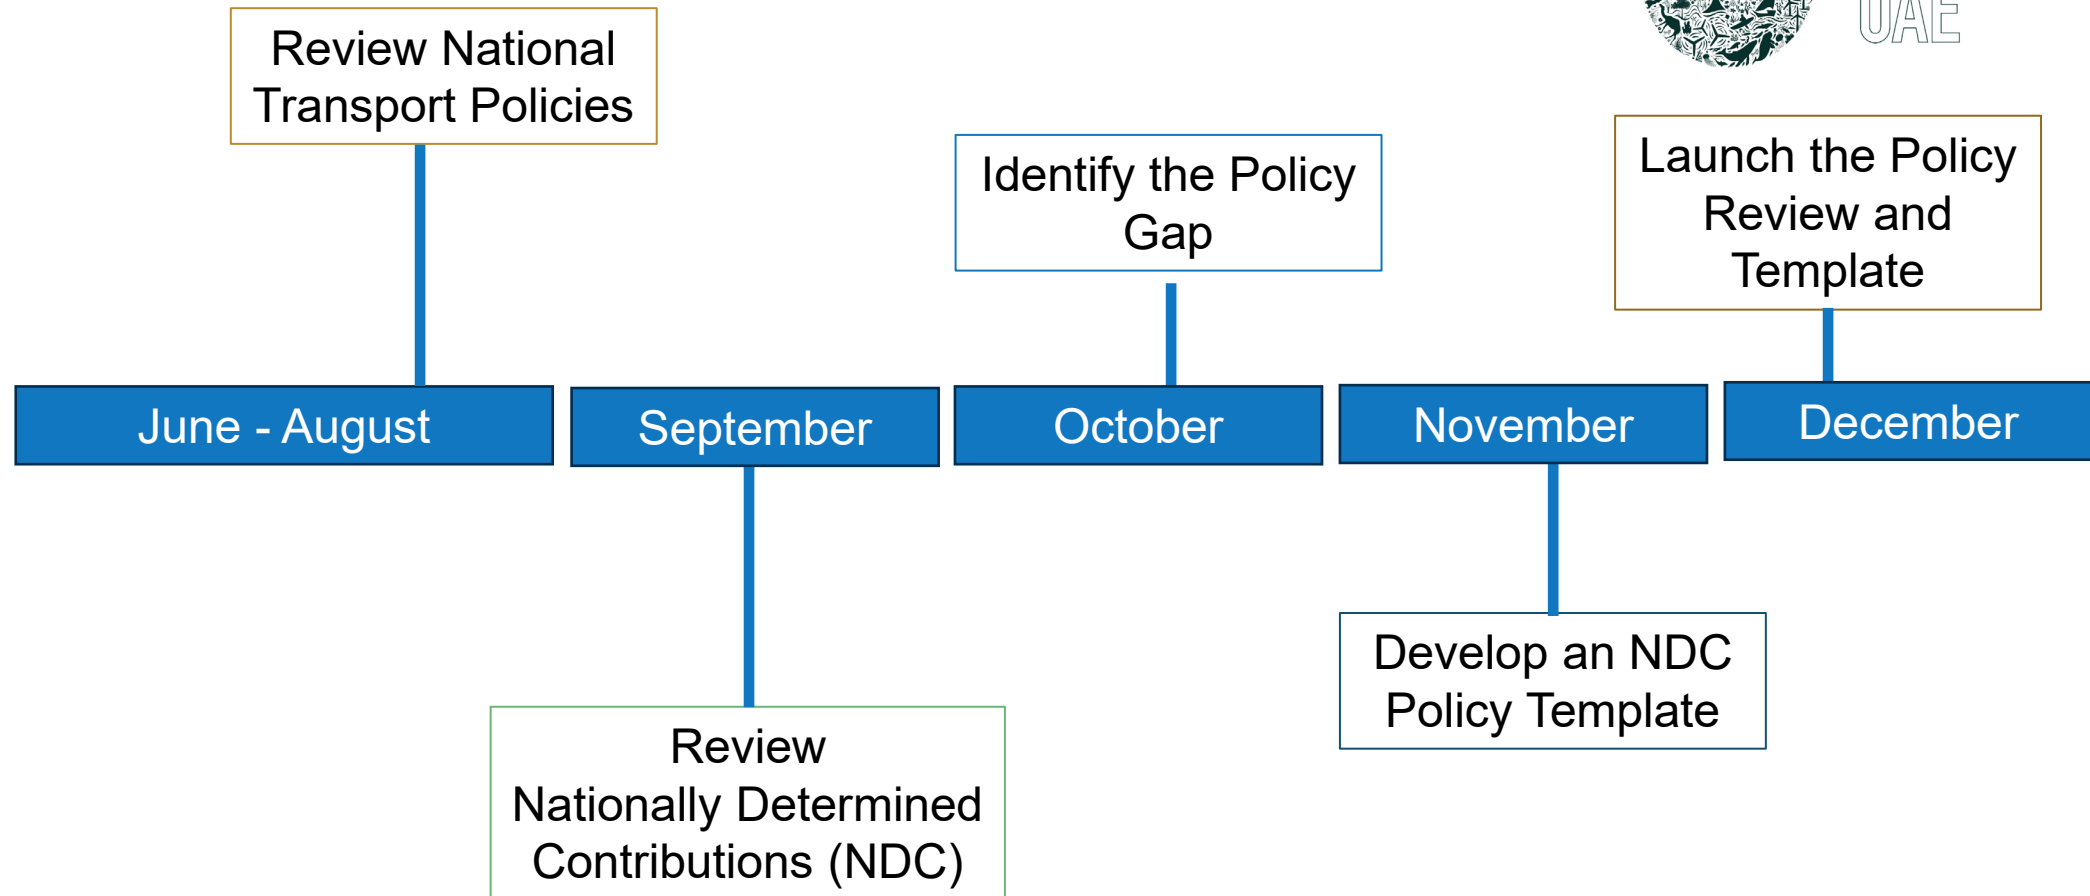 UAE
Review National
Transport Policies
Identify the Policy
Gap
Launch the Policy
Review and
Template
June - August
September
October
November
December
Review
Nationally Determined
Contributions (NDC)
Develop an NDC
Policy Template